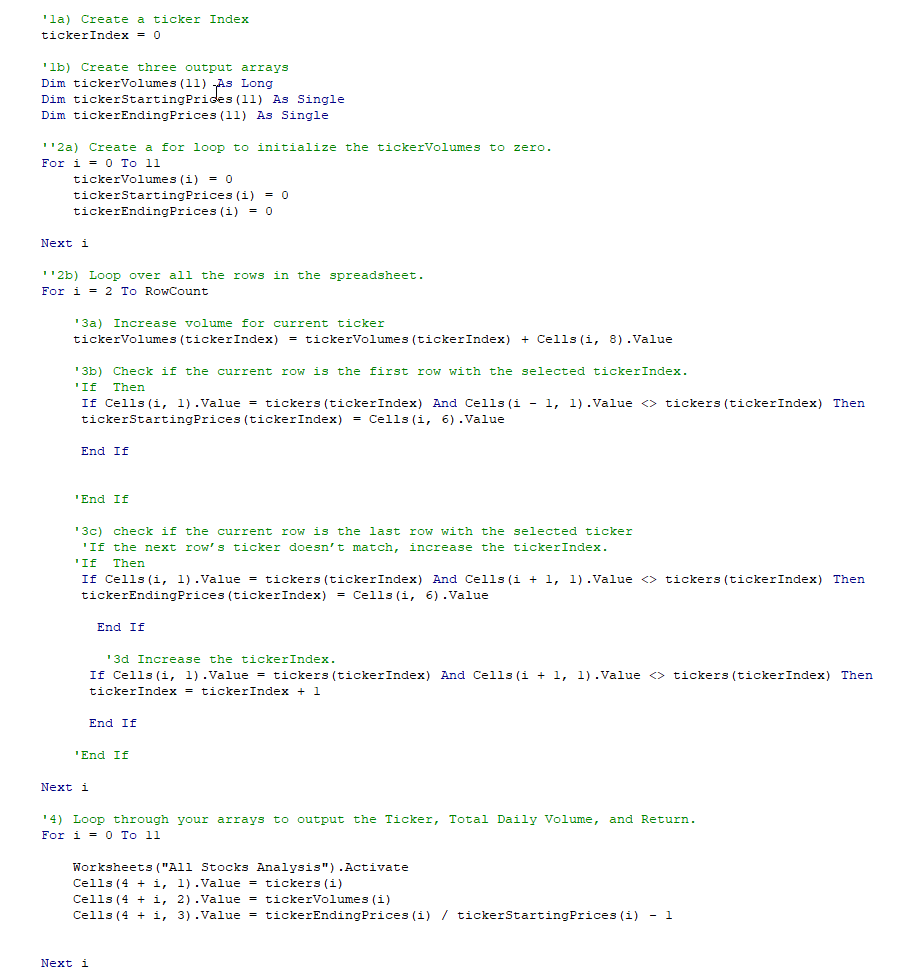 '1a) Create a ticker Index
tickerIndex = 0
'1b) Create three output arrays
Dim tickerVolumes(11) As Long
Dim tickerStartingPrices(11) As Single
Dim tickerEndingPrices(11) As Single
''2a) Create a for loop to initialize the tickerVolumes to zero.
For i = 0 To 11
tickerVolumes(i) = 0
tickerStartingPrices(i) = 0
tickerEndingPrices(i) = 0
Next i
''2b) Loop over all the rows in the spreadsheet.
For i = 2 To RowCount
'3a) Increase volume for current ticker
tickerVolumes(tickerIndex) = tickerVolumes(tickerIndex) + Cells(i, 8).Value
'3b) Check if the current row is the first row with the selected tickerIndex.
'If  Then
If Cells(i, 1).Value = tickers(tickerIndex) And Cells(i - 1, 1).Value <> tickers(tickerIndex) Then
tickerStartingPrices(tickerIndex) = Cells(i, 6).Value
End If
'End If
'3c) check if the current row is the last row with the selected ticker
'If the next row’s ticker doesn’t match, increase the tickerIndex.
'If  Then
If Cells(i, 1).Value = tickers(tickerIndex) And Cells(i + 1, 1).Value <> tickers(tickerIndex) Then
tickerEndingPrices(tickerIndex) = Cells(i, 6).Value
End If
'3d Increase the tickerIndex.
If Cells(i, 1).Value = tickers(tickerIndex) And Cells(i + 1, 1).Value <> tickers(tickerIndex) Then
tickerIndex = tickerIndex + 1
End If
'End If
Next i
'4) Loop through your arrays to output the Ticker, Total Daily Volume, and Return.
For i = 0 To 11
Worksheets("All Stocks Analysis").Activate
Cells(4 + i, 1).Value = tickers(i)
Cells(4 + i, 2).Value = tickerVolumes(i)
Cells(4 + i, 3).Value = tickerEndingPrices(i) / tickerStartingPrices(i) - 1
Next i